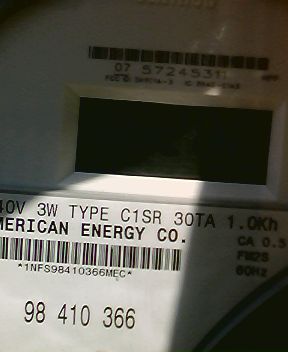 07 57245311
40V 3W TYPE C1SR 30TA 1.0Kh
MERICAN ENERGY CO.
CA 0.5
FM2S
60Hz
*1NFS98410366MEC*
98 410 366